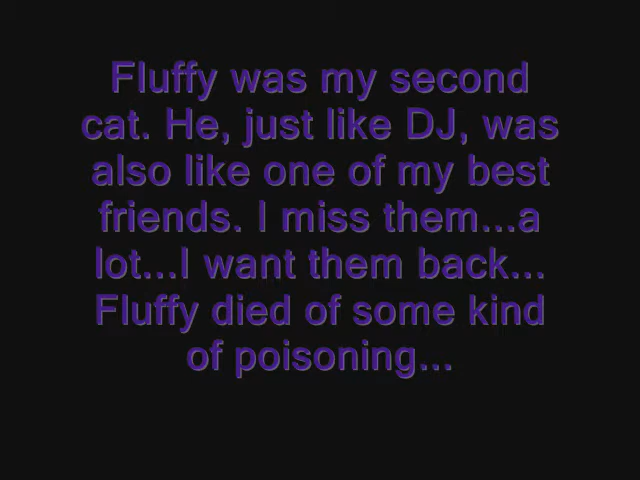 Fluffy was my second
cat. He, just like DJ, was
also like one of my best
friends. I miss them...a
lot...I want them back...
Fluffy died of some kind
of poisoning...